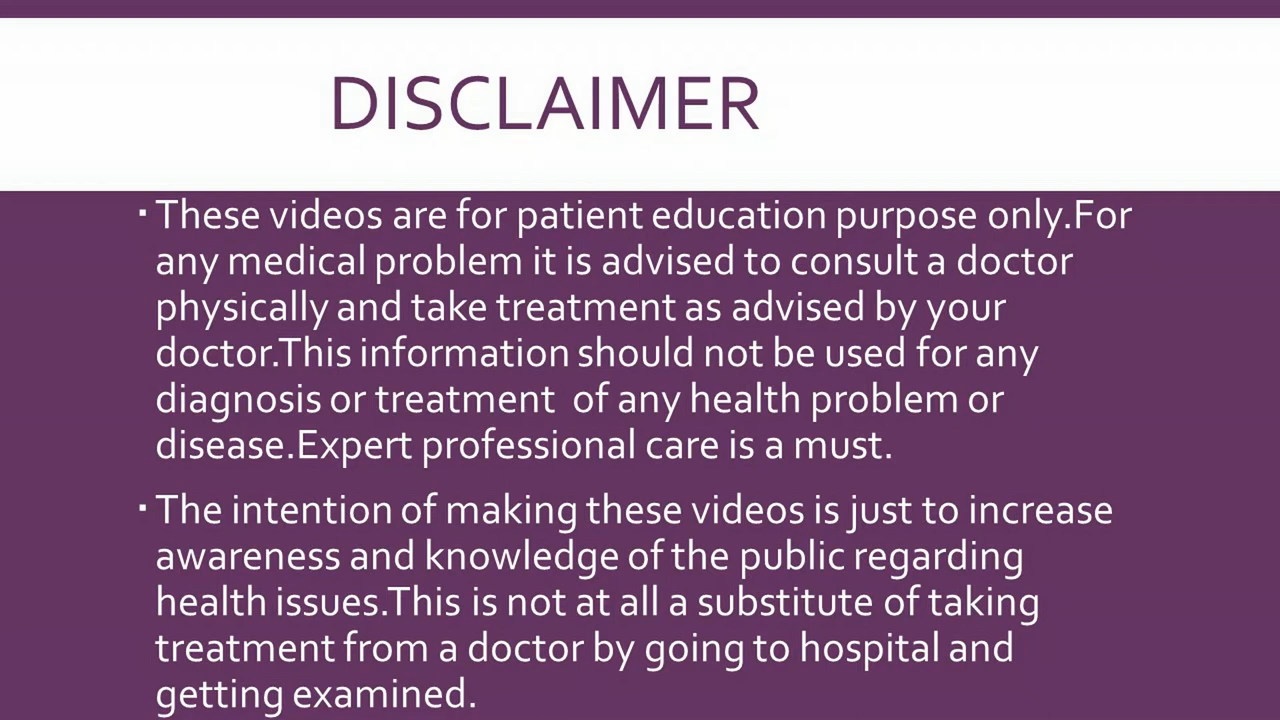 DISCLAIMER
▪ These videos are for patient education purpose only.For
any medical problem it is advised to consult a doctor
physically and take treatment as advised by your
doctor.This information should not be used for any
diagnosis or treatment  of any health problem or
disease.Expert professional care is a must.
▪ The intention of making these videos is just to increase
awareness and knowledge of the public regarding
health issues.This is not at all a substitute of taking
treatment from a doctor by going to hospital and
getting examined.